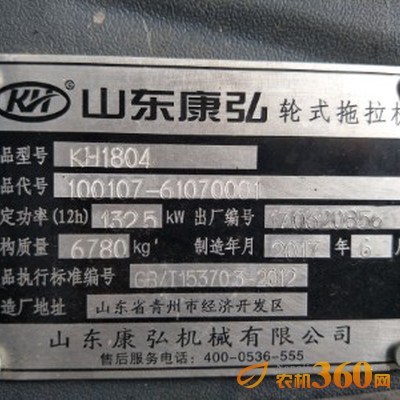 KH 山东康弘 轮式拖拉机
品型号 KH1804
品代号 100107-61070001
定功率(12h) 132.5 kW 出厂编号 170620856
构质量 6780 kg 制造年月 2017 年 6 月
品执行标准编号 GB/T15370.3-2012
造厂地址 山东省青州市经济开发区
山东康弘机械有限公司
售后服务电话：400-0536-555
农机360网